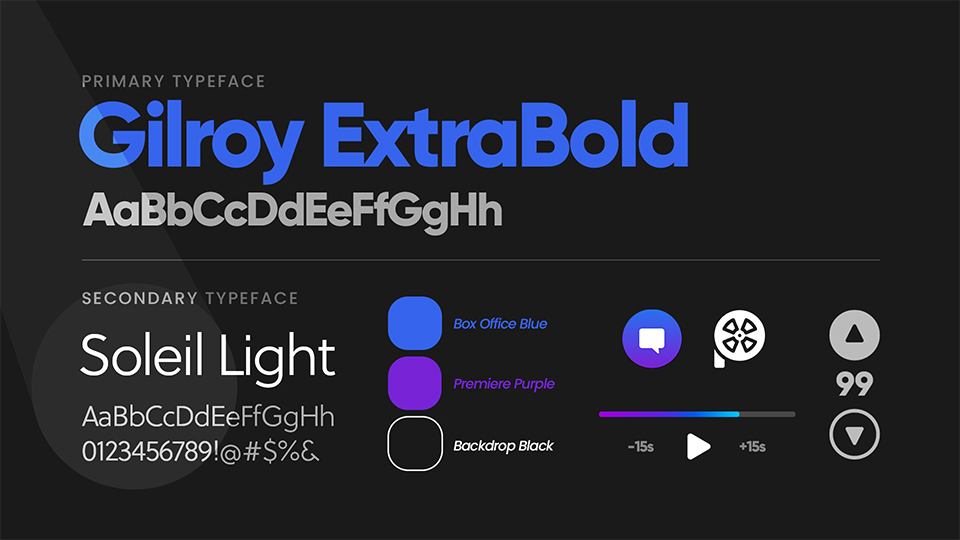 PRIMARY TYPEFACE
Gilroy ExtraBold
AaBbCcDdEeFfGgHh
SECONDARY TYPEFACE
Soleil Light
AaBbCcDdEeFfGgHh
0123456789!@#$%&
Box Office Blue
Premiere Purple
Backdrop Black
-15s
+15s
99